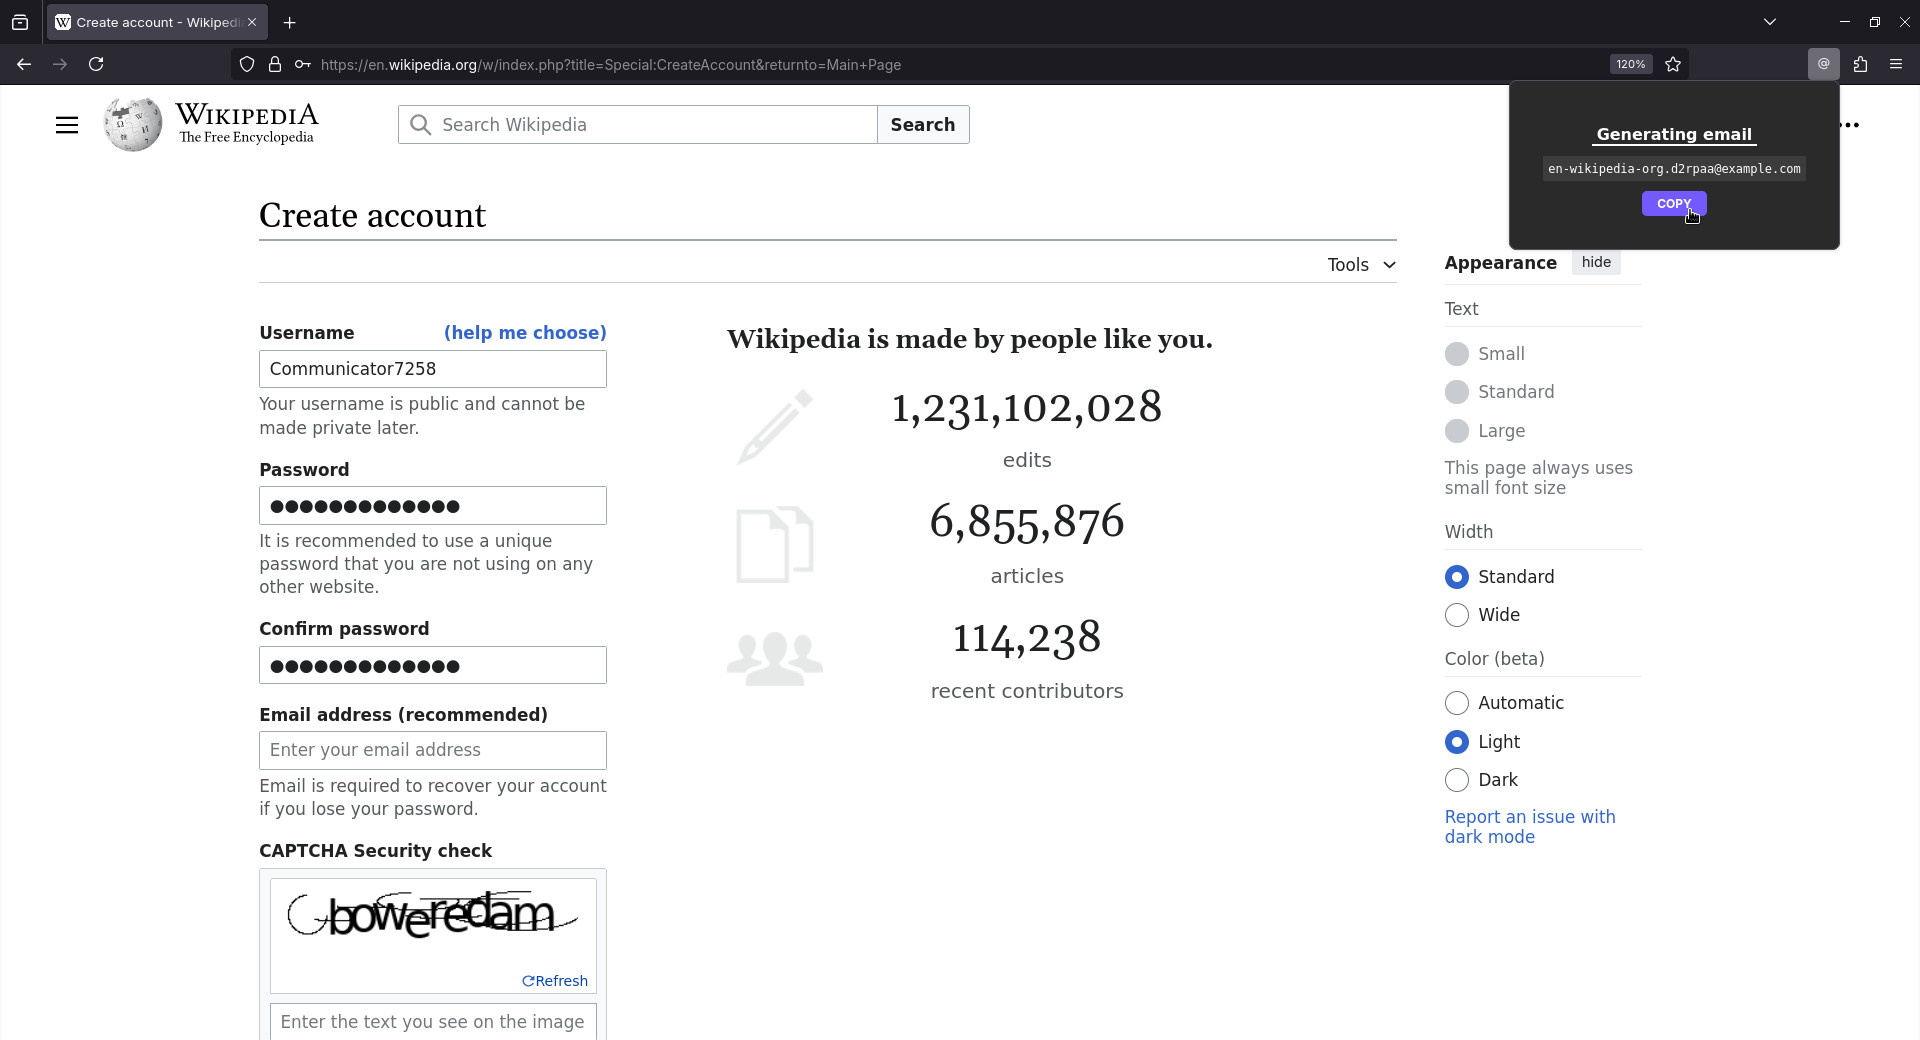 Create account - Wikipedi
https://en.wikipedia.org/w/index.php?title=Special:CreateAccount&returnto=Main+Page
120%
@
WIKIPEDIA
The Free Encyclopedia
Search Wikipedia
Search
Generating email
en-wikipedia-org.d2rpaa@example.com
COPY
Create account
Tools
Username
(help me choose)
Communicator7258
Your username is public and cannot be
made private later.
Password
It is recommended to use a unique
password that you are not using on any
other website.
Confirm password
Email address (recommended)
Enter your email address
Email is required to recover your account
if you lose your password.
CAPTCHA Security check
boweredam
Refresh
Enter the text you see on the image
Wikipedia is made by people like you.
1,231,102,028
edits
6,855,876
articles
114,238
recent contributors
Appearance
hide
Text
Small
Standard
Large
This page always uses
small font size
Width
Standard
Wide
Color (beta)
Automatic
Light
Dark
Report an issue with
dark mode